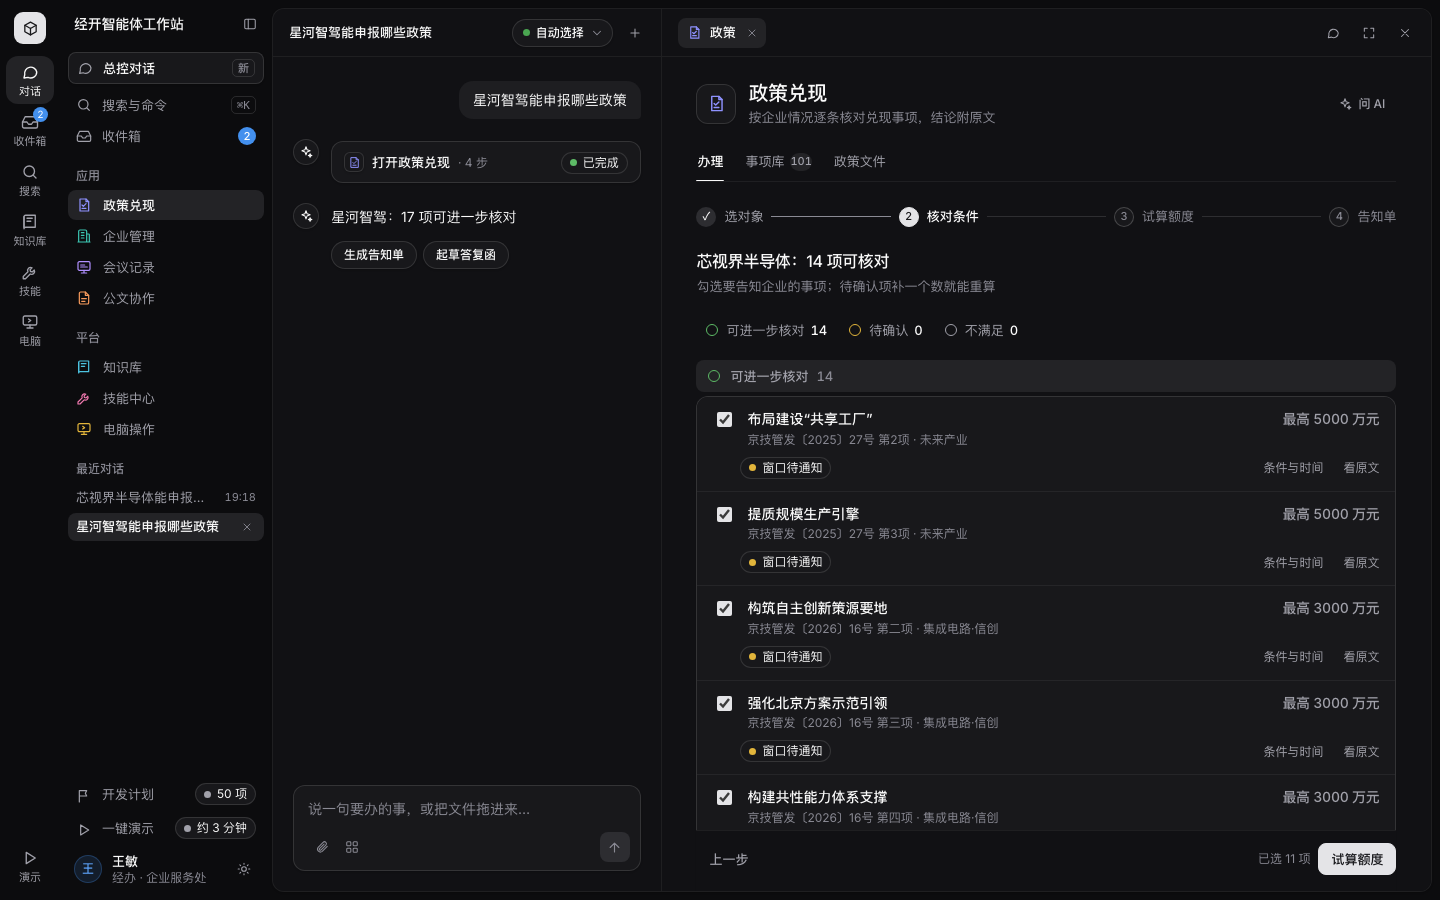 对话
2
收件箱
搜索
知识库
技能
电脑
演示
经开智能体工作站
总控对话 新
搜索与命令 ⌘K
收件箱 2
应用
政策兑现
企业管理
会议记录
公文协作
平台
知识库
技能中心
电脑操作
最近对话
芯视界半导体能申报... 19:18
星河智驾能申报哪些政策
开发计划 50 项
一键演示 约 3 分钟
王 王敏
经办 · 企业服务处
星河智驾能申报哪些政策 自动选择
星河智驾能申报哪些政策
打开政策兑现 · 4 步 已完成
星河智驾：17 项可进一步核对
生成告知单 起草答复函
说一句要办的事，或把文件拖进来...
政策
政策兑现
按企业情况逐条核对兑现事项，结论附原文
问 AI
办理 事项库 101 政策文件
选对象 2 核对条件 3 试算额度 4 告知单
芯视界半导体：14 项可核对
勾选要告知企业的事项；待确认项补一个数就能重算
可进一步核对 14 待确认 0 不满足 0
可进一步核对 14
布局建设“共享工厂” 最高 5000 万元
京技管发〔2025〕27号 第2项 · 未来产业
窗口待通知 条件与时间 看原文
提质规模生产引擎 最高 5000 万元
京技管发〔2025〕27号 第3项 · 未来产业
窗口待通知 条件与时间 看原文
构筑自主创新策源要地 最高 3000 万元
京技管发〔2026〕16号 第二项 · 集成电路·信创
窗口待通知 条件与时间 看原文
强化北京方案示范引领 最高 3000 万元
京技管发〔2026〕16号 第三项 · 集成电路·信创
窗口待通知 条件与时间 看原文
构建共性能力体系支撑 最高 3000 万元
京技管发〔2026〕16号 第四项 · 集成电路·信创
上一步 已选 11 项 试算额度